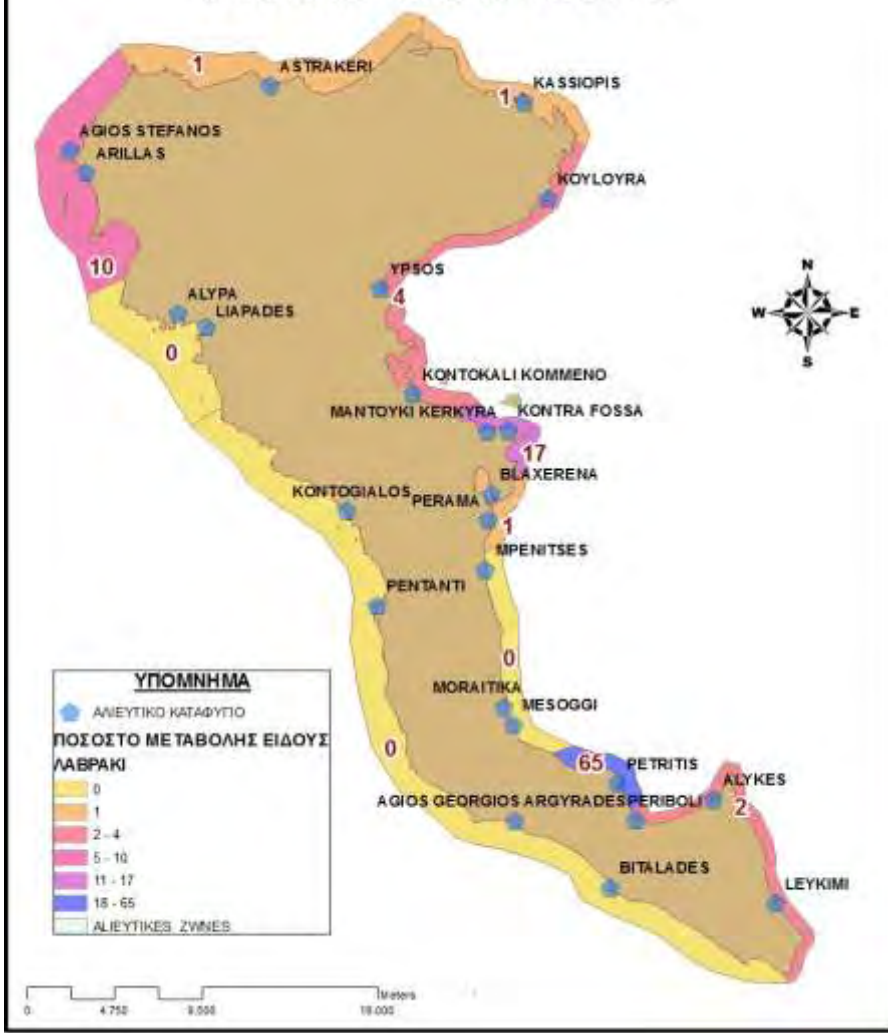 1
ASTRAKERI
KASSIOPIS
1
AGIOS STEFANOS
ARILLAS
KOYLOYRA
10
YPSOS
4
ALYPA
LIAPADES
0
N
W E
S
KONTOKALI KOMMENO
MANTOYKI KERKYRA
KONTRA FOSSA
17
BLAXERENA
KONTOGIALOS
PERAMA
1
MPENITSES
PENTANTI
0
MORAITIKA
MESOGGI
0
65
PETRITIS
ALYKES
2
AGIOS GEORGIOS ARGYRADES
PERIBOLI
BITALADES
LEYKIMI
ΥΠΟΜΝΗΜΑ
ΑΛΙΕΥΤΙΚΟ ΚΑΤΑΦΥΓΙΟ
ΠΟΣΟΣΤΟ ΜΕΤΑΒΟΛΗΣ ΕΙΔΟΥΣ
ΛΑΒΡΑΚΙ
0
1
2 - 4
5 - 10
11 - 17
18 - 65
ALIEYTIKES_ZWNES
Meters
0 4.750 9.500 19.000